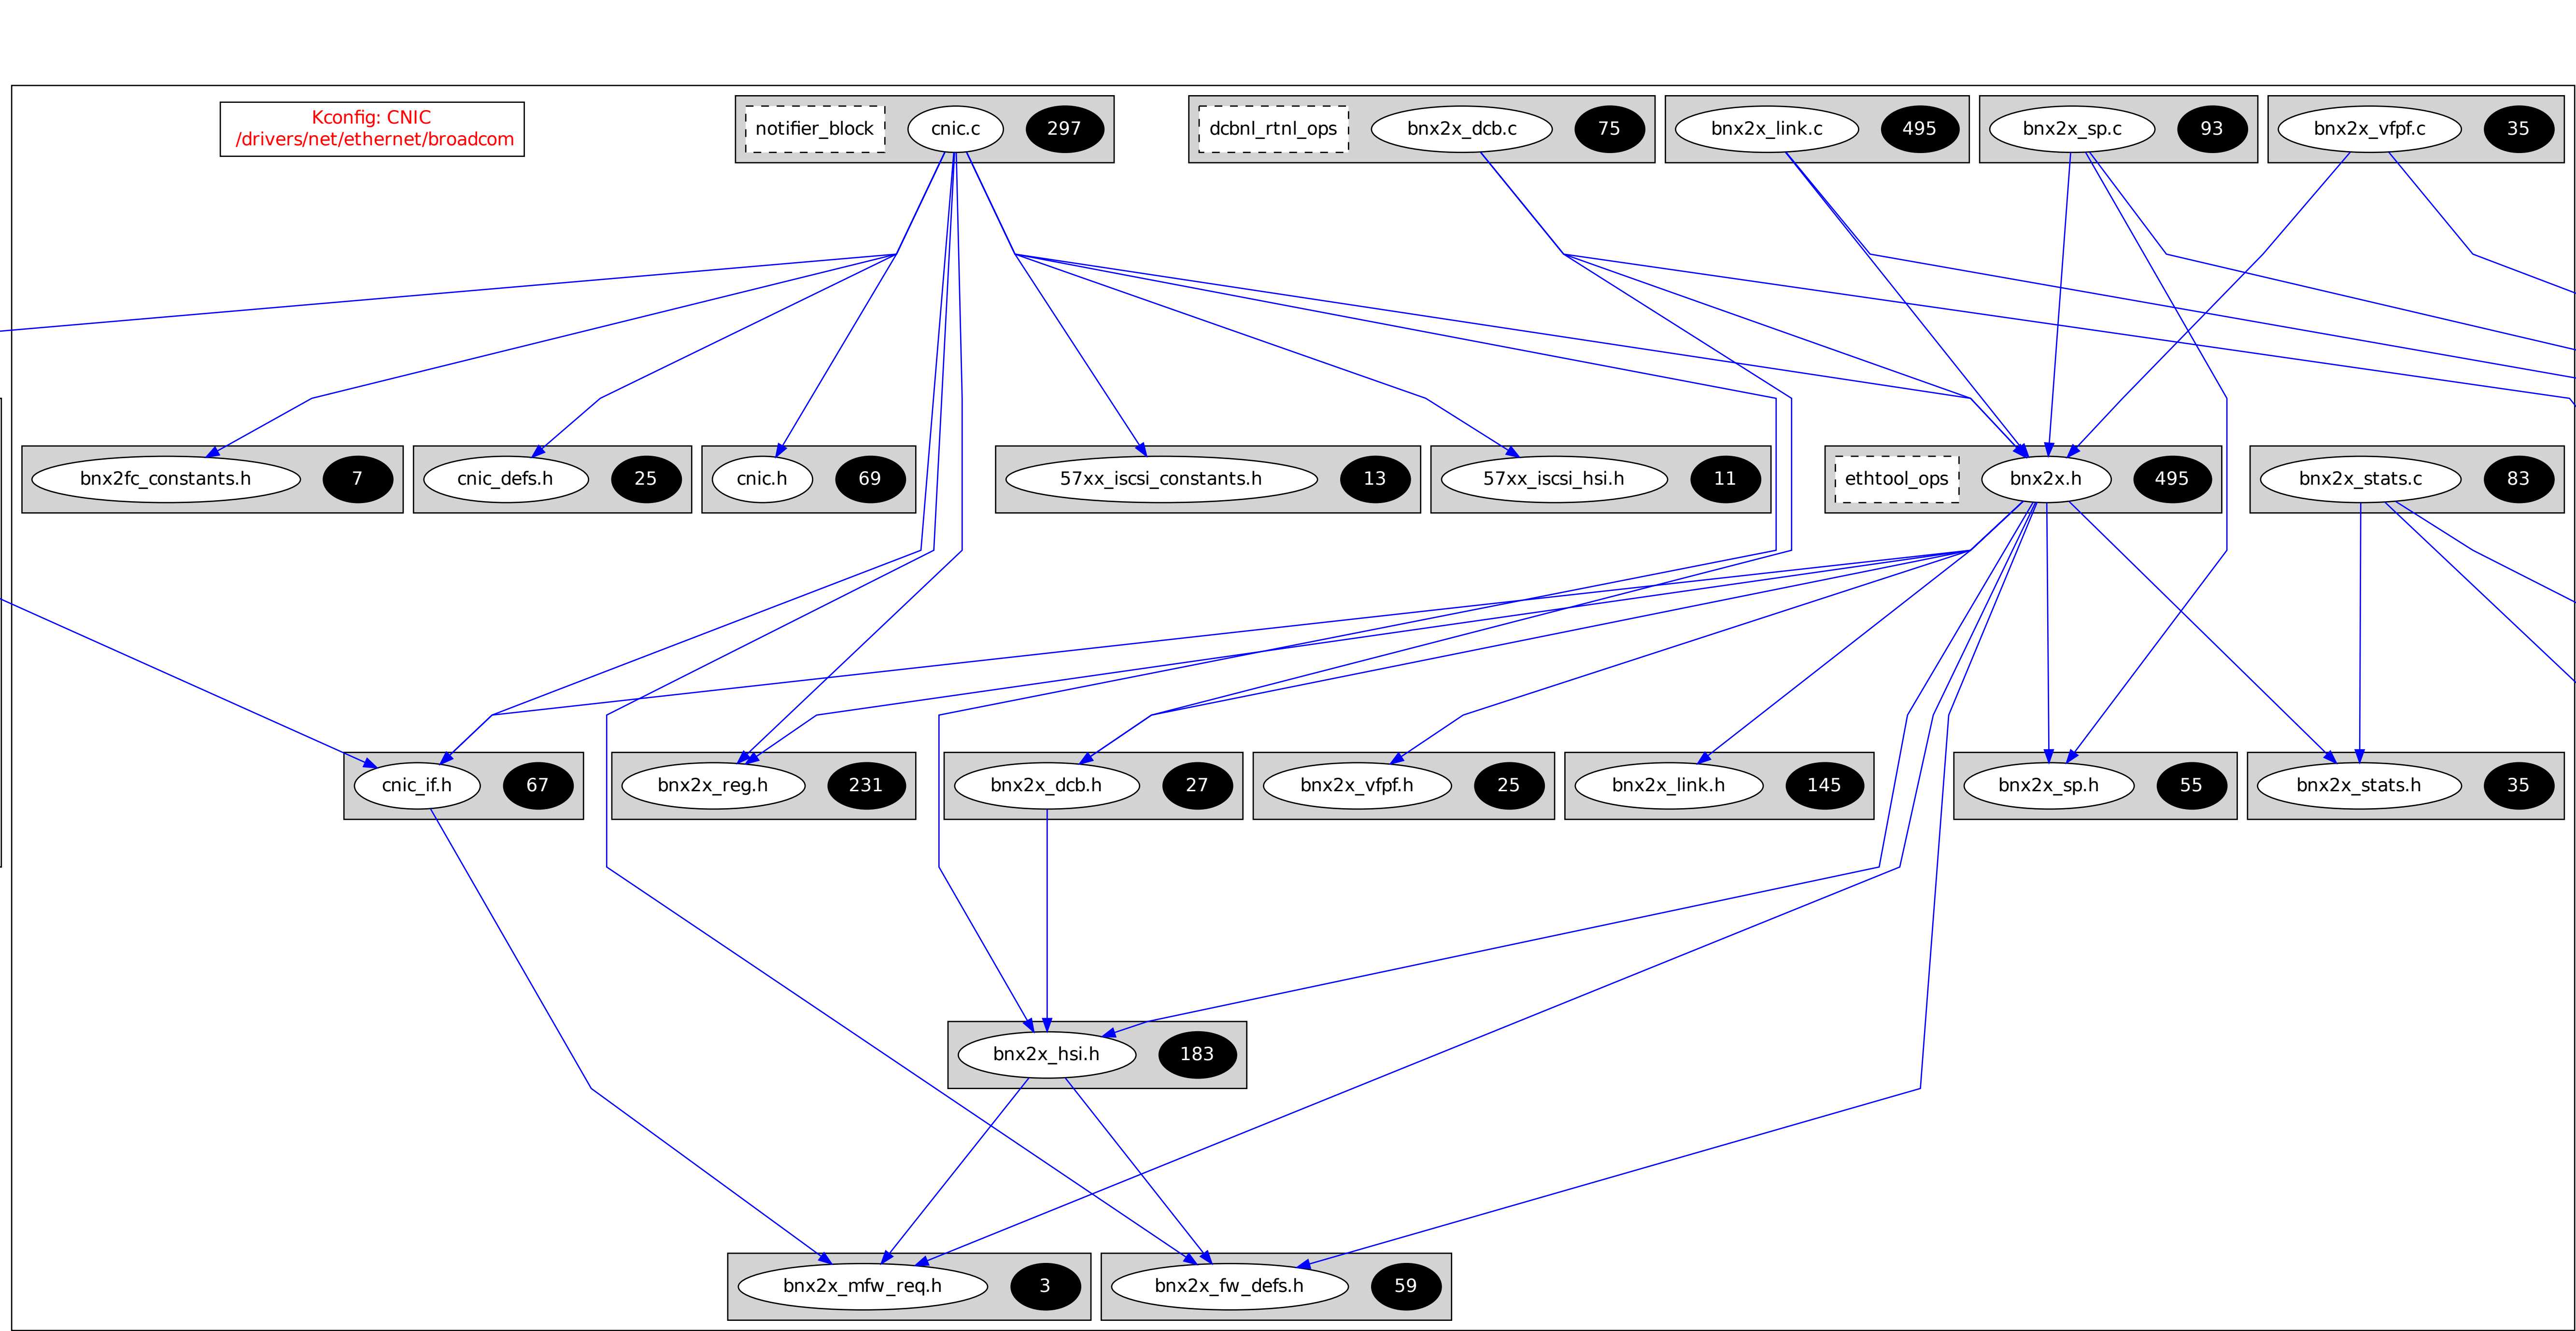 Kconfig: CNIC
/drivers/net/ethernet/broadcom
notifier_block cnic.c 297
dcbnl_rtnl_ops bnx2x_dcb.c 75
bnx2x_link.c 495
bnx2x_sp.c 93
bnx2x_vfpf.c 35
bnx2fc_constants.h 7
cnic_defs.h 25
cnic.h 69
57xx_iscsi_constants.h 13
57xx_iscsi_hsi.h 11
ethtool_ops bnx2x.h 495
bnx2x_stats.c 83
cnic_if.h 67
bnx2x_reg.h 231
bnx2x_dcb.h 27
bnx2x_vfpf.h 25
bnx2x_link.h 145
bnx2x_sp.h 55
bnx2x_stats.h 35
bnx2x_hsi.h 183
bnx2x_mfw_req.h 3
bnx2x_fw_defs.h 59